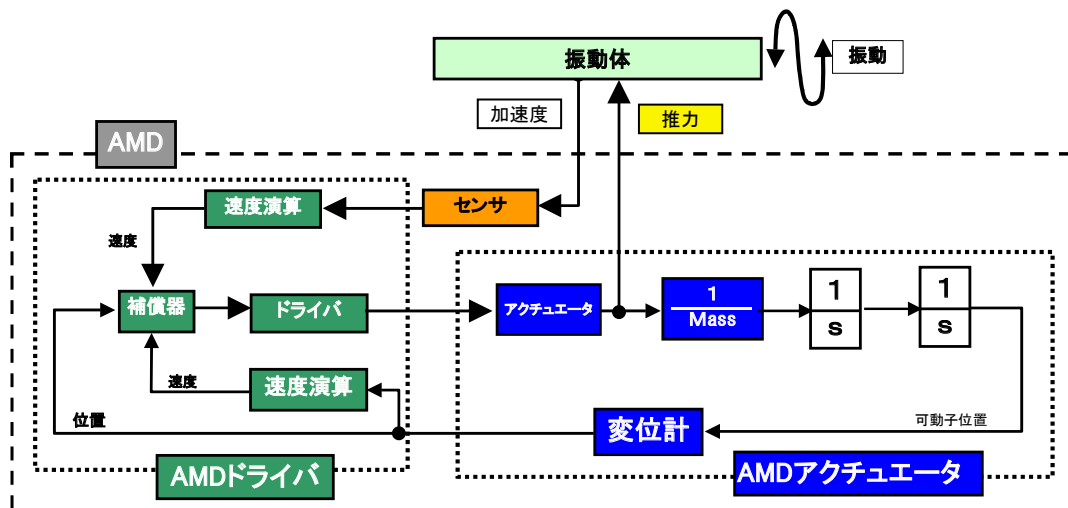 振動体
振動
加速度
推力
AMD
速度演算
センサ
速度
補償器
ドライバ
アクチュエータ
1
Mass
1
s
1
s
速度
速度演算
位置
変位計
可動子位置
AMDドライバ
AMDアクチュエータ